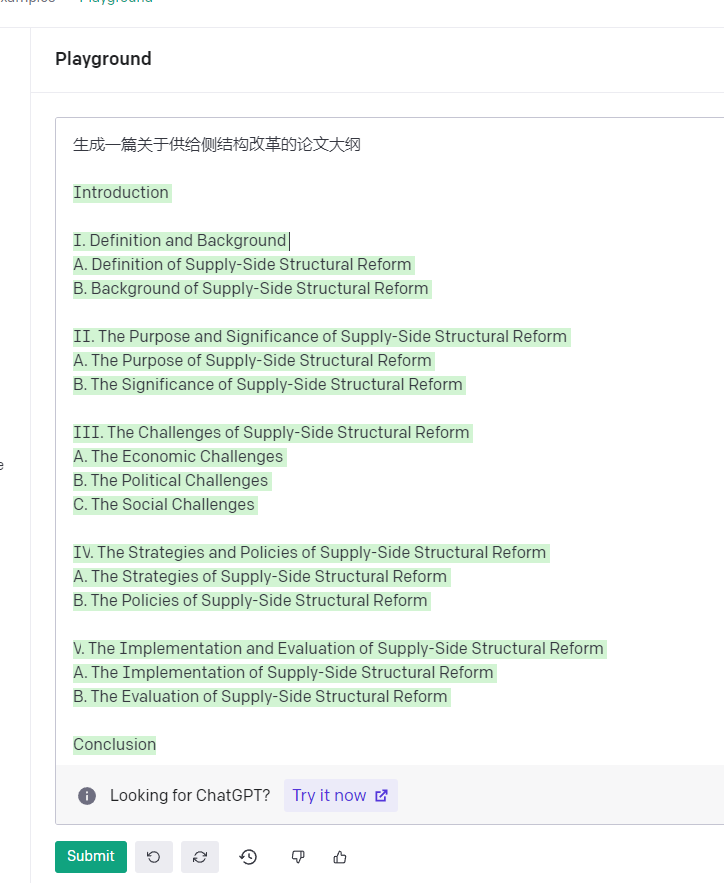 Playground
Playground
生成一篇关于供给侧结构改革的论文大纲
Introduction
I. Definition and Background
A. Definition of Supply-Side Structural Reform
B. Background of Supply-Side Structural Reform
II. The Purpose and Significance of Supply-Side Structural Reform
A. The Purpose of Supply-Side Structural Reform
B. The Significance of Supply-Side Structural Reform
III. The Challenges of Supply-Side Structural Reform
A. The Economic Challenges
B. The Political Challenges
C. The Social Challenges
IV. The Strategies and Policies of Supply-Side Structural Reform
A. The Strategies of Supply-Side Structural Reform
B. The Policies of Supply-Side Structural Reform
V. The Implementation and Evaluation of Supply-Side Structural Reform
A. The Implementation of Supply-Side Structural Reform
B. The Evaluation of Supply-Side Structural Reform
Conclusion
Looking for ChatGPT? Try it now
Submit